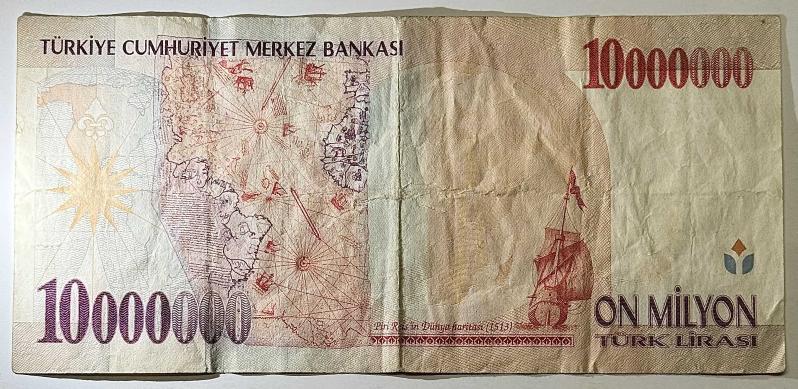 TÜRKİYE CUMHURİYET MERKEZ BANKASI
10000000
10000000
Piri Reis'in Dünya haritası (1513)
ON MİLYON
TÜRK LİRASI